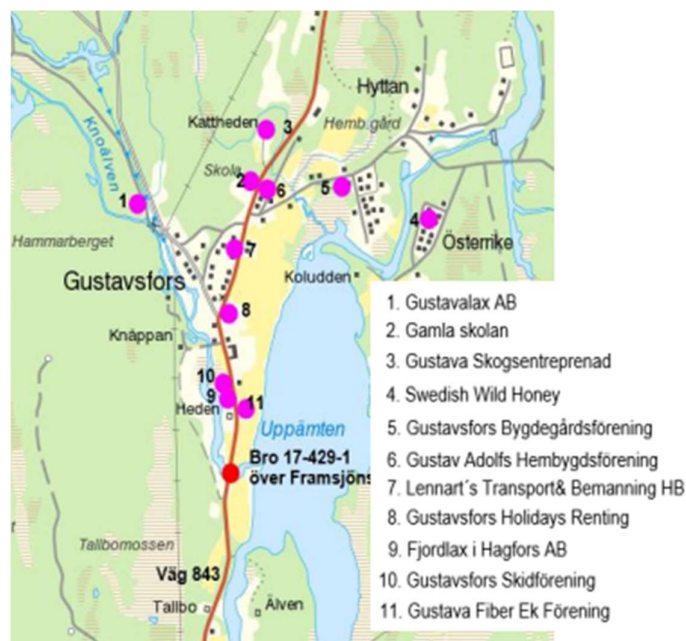 Hyttan
Kattheden
3
Hemb.gård
Knoälven
Skola
2
6
5
1
4
Hammarberget
Österrike
7
Gustavsfors
Koludden
8
Knäppan
10
9
11
Heden
Uppämten
Bro 17-429-1
över Framsjöns
Tallbomossen
Väg 843
Tallbo
Älven
1. Gustavalax AB
2. Gamla skolan
3. Gustava Skogsentreprenad
4. Swedish Wild Honey
5. Gustavsfors Bygdegårdsförening
6. Gustav Adolfs Hembygdsförening
7. Lennart´s Transport& Bemanning HB
8. Gustavsfors Holidays Renting
9. Fjordlax i Hagfors AB
10. Gustavsfors Skidförening
11. Gustava Fiber Ek Förening